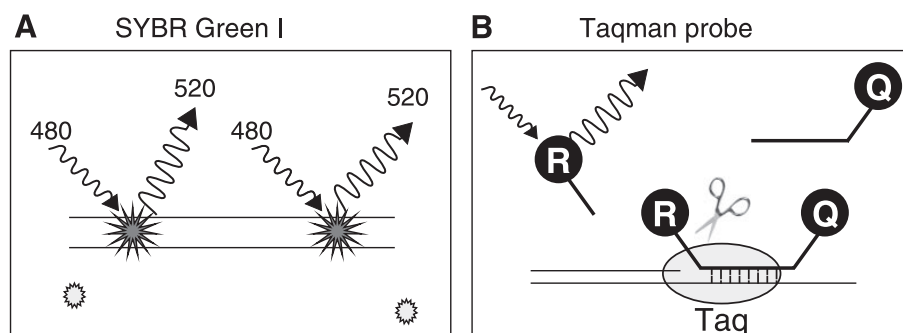 A SYBR Green I
480
520
480
520
B Taqman probe
Q
R
R
Q
Taq